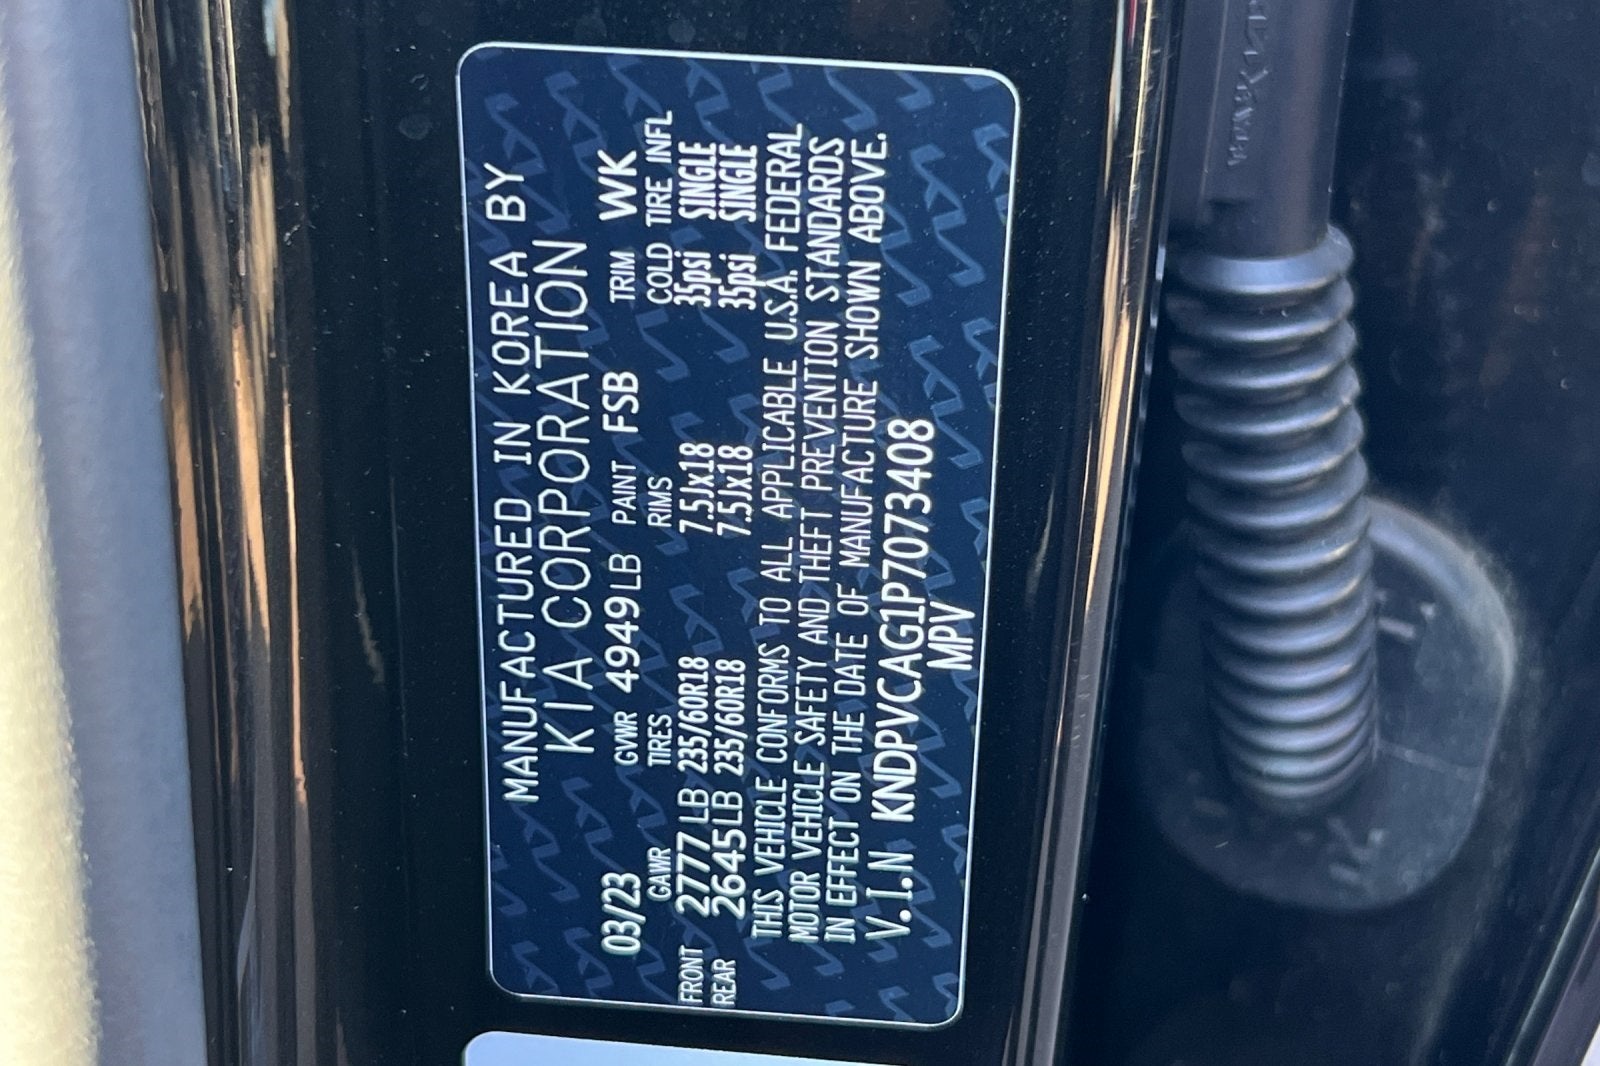 MANUFACTURED IN KOREA BY
KIA CORPORATION
03/23 GVWR 4949LB PAINT FSB TRIM WK
GAWR TIRES RIMS COLD TIRE INFL
FRONT 2777LB 235/60R18 7.5Jx18 35psi SINGLE
REAR 2645LB 235/60R18 7.5Jx18 35psi SINGLE
THIS VEHICLE CONFORMS TO ALL APPLICABLE U.S.A. FEDERAL
MOTOR VEHICLE SAFETY AND THEFT PREVENTION STANDARDS
IN EFFECT ON THE DATE OF MANUFACTURE SHOWN ABOVE.
V.I.N KNDPVCAG1P7073408
MPV